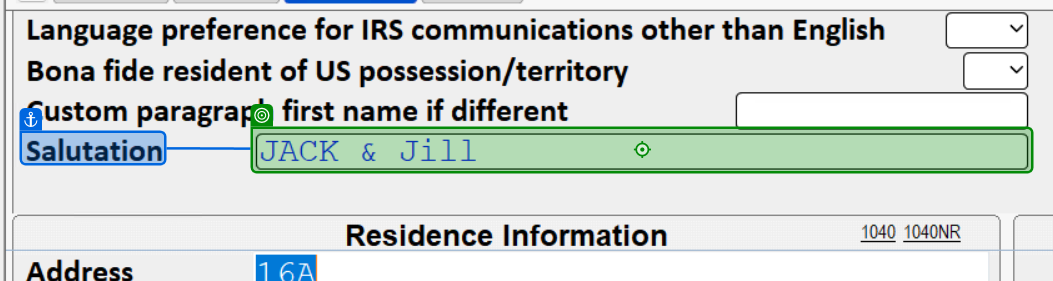 Language preference for IRS communications other than English
Bona fide resident of US possession/territory
Custom paragraph first name if different
Salutation JACK & Jill
Residence Information 1040 1040NR
Address 16A